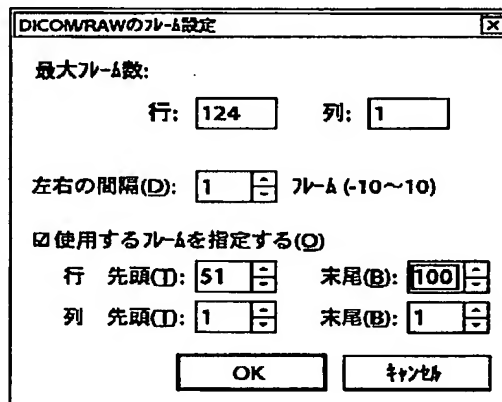 DICOM/RAWのﾌﾚｰﾑ設定
最大ﾌﾚｰﾑ数:
行: 124 列: 1
左右の間隔(D): 1 ﾌﾚｰﾑ (-10～10)
使用するﾌﾚｰﾑを指定する(O)
行 先頭(T): 51 末尾(B): 100
列 先頭(T): 1 末尾(B): 1
OK ｷｬﾝｾﾙ